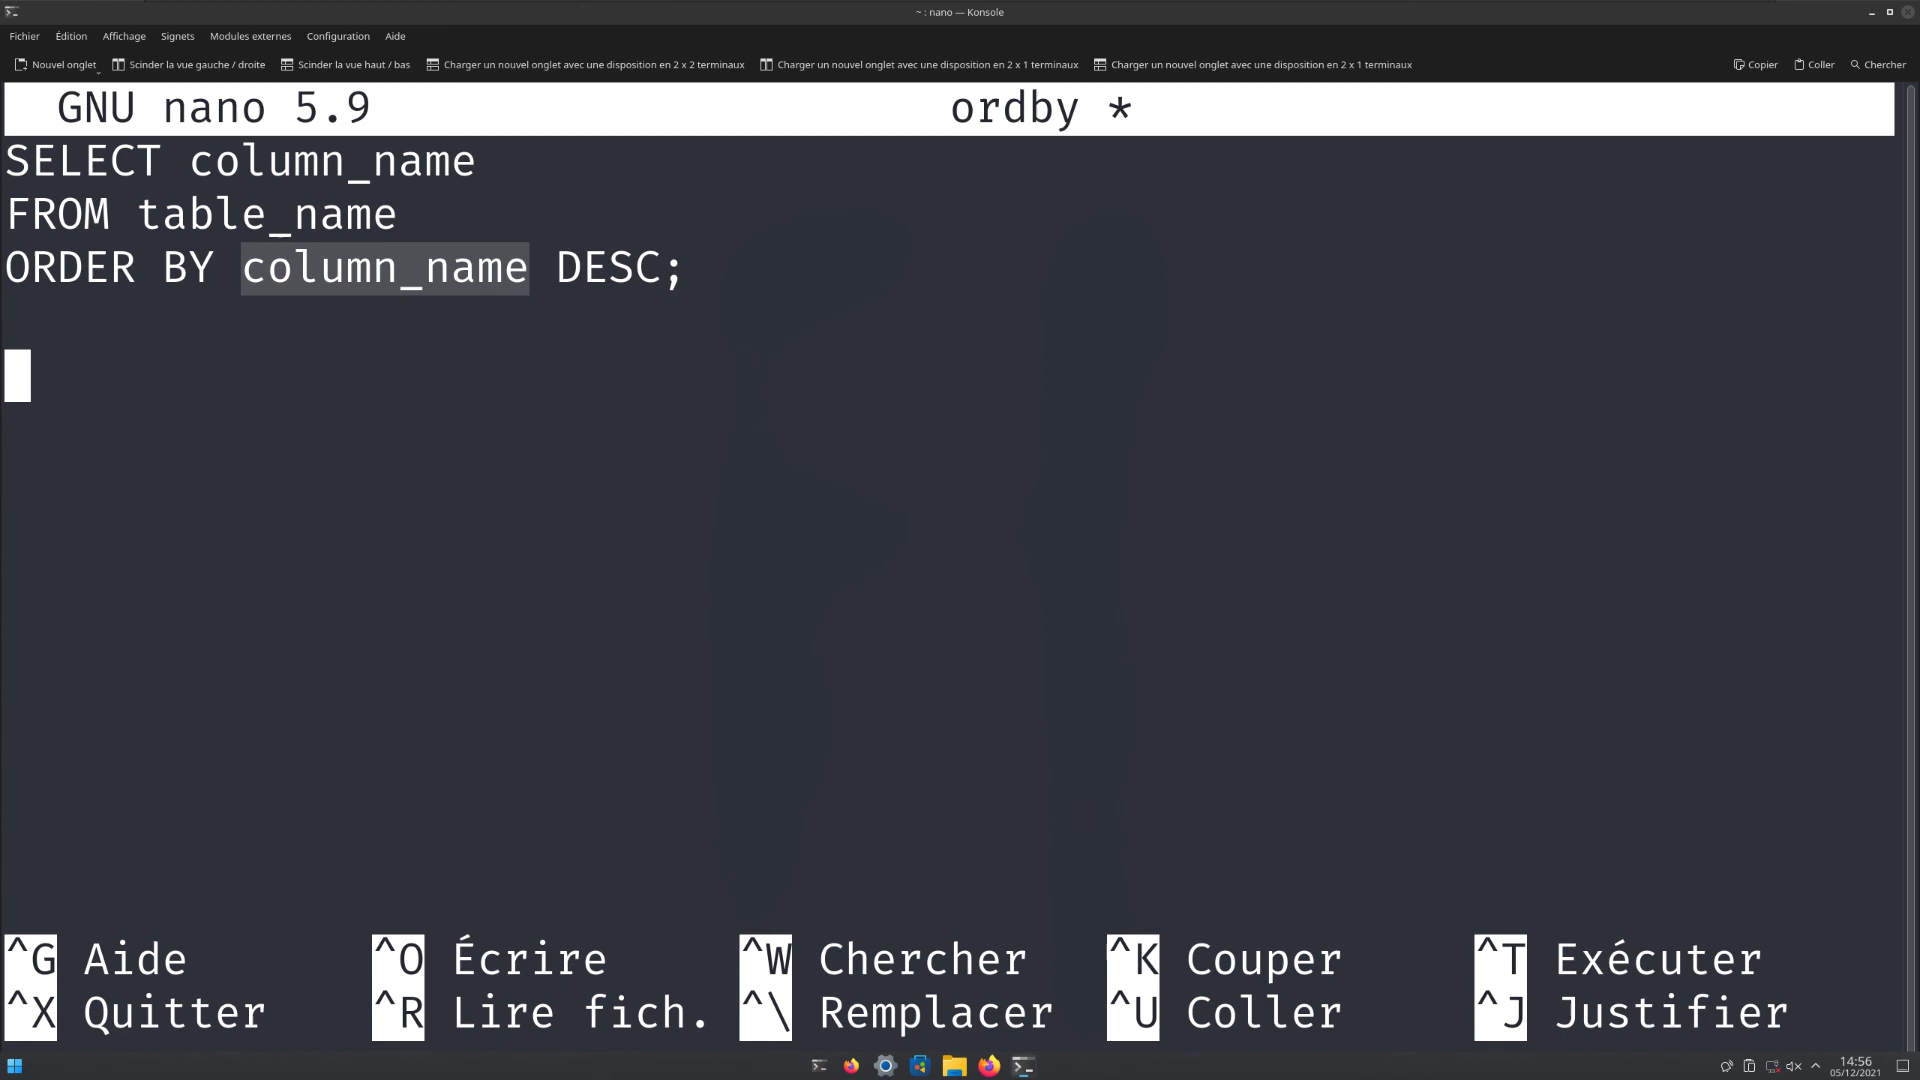 ~ : nano — Konsole
Fichier Édition Affichage Signets Modules externes Configuration Aide
Nouvel onglet Scinder la vue gauche / droite Scinder la vue haut / bas Charger un nouvel onglet avec une disposition en 2 x 2 terminaux Charger un nouvel onglet avec une disposition en 2 x 1 terminaux Charger un nouvel onglet avec une disposition en 2 x 1 terminaux Copier Coller Chercher
GNU nano 5.9 ordby *
SELECT column_name
FROM table_name
ORDER BY column_name DESC;
^G Aide ^O Écrire ^W Chercher ^K Couper ^T Exécuter
^X Quitter ^R Lire fich. ^\ Remplacer ^U Coller ^J Justifier
14:56
05/12/2021